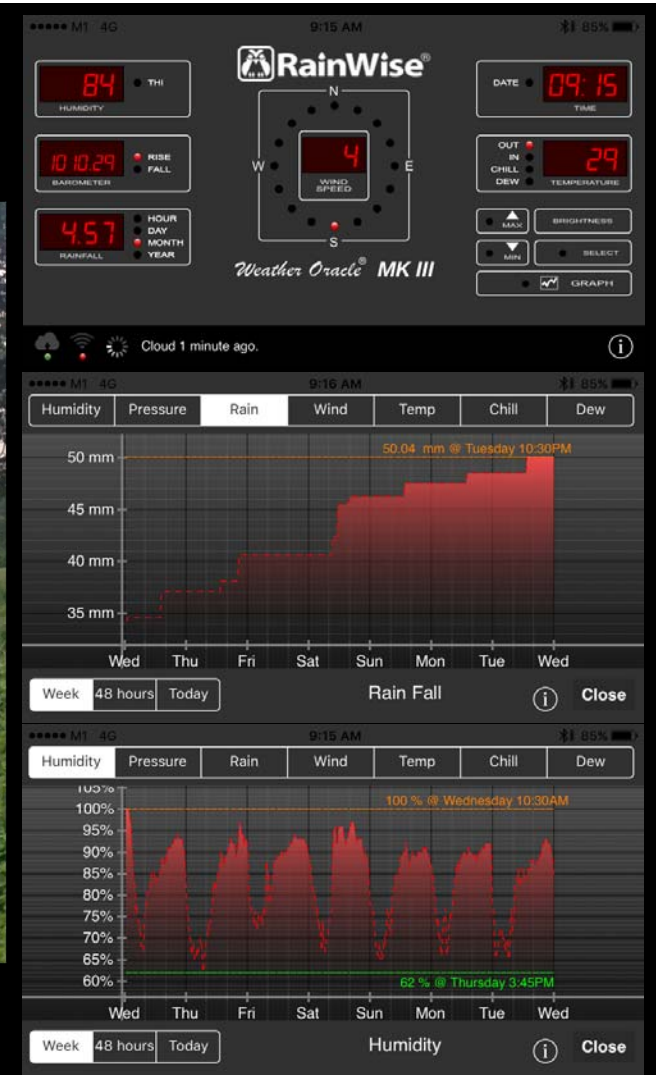 M1 4G 9:15 AM 85%
RainWise®
84 THI
HUMIDITY
1010.29 RISE
FALL
BAROMETER
4.57 HOUR
DAY
MONTH
YEAR
RAINFALL
N
W E
S
4
WIND
SPEED
Weather Oracle® MK III
DATE 09:15
TIME
OUT
IN
CHILL
DEW
29
TEMPERATURE
MAX BRIGHTNESS
MIN SELECT
GRAPH
Cloud 1 minute ago.
M1 4G 9:16 AM 85%
Humidity Pressure Rain Wind Temp Chill Dew
50.04 mm @ Tuesday 10:30PM
50 mm
45 mm
40 mm
35 mm
Wed Thu Fri Sat Sun Mon Tue Wed
Week 48 hours Today Rain Fall Close
M1 4G 9:15 AM 85%
Humidity Pressure Rain Wind Temp Chill Dew
105%
100% 100 % @ Wednesday 10:30AM
95%
90%
85%
80%
75%
70%
65%
60% 62 % @ Thursday 3:45PM
Wed Thu Fri Sat Sun Mon Tue Wed
Week 48 hours Today Humidity Close